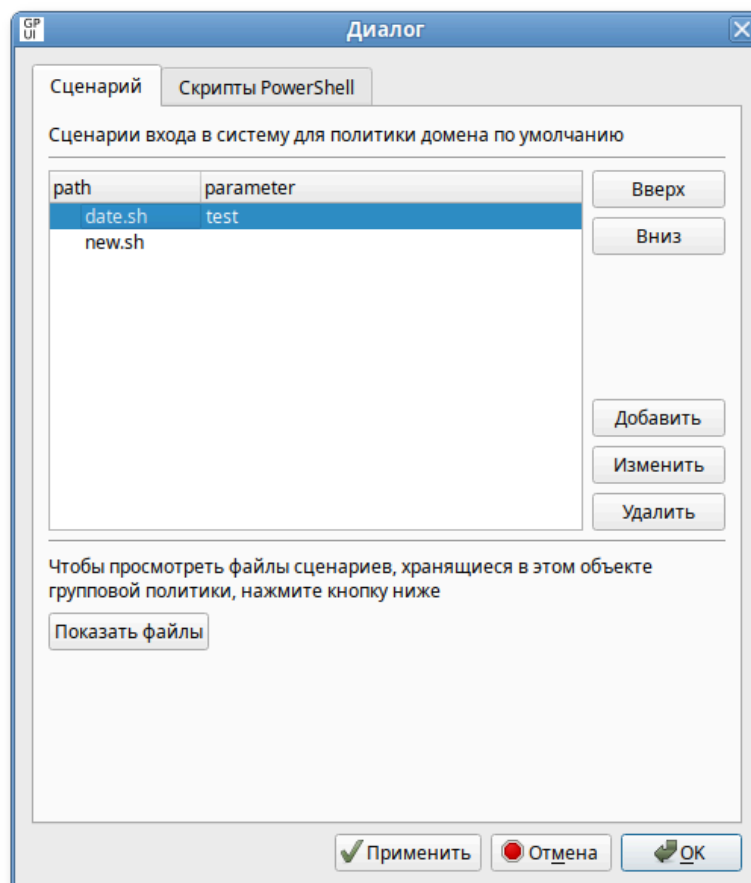 GP
UI
Диалог
Сценарий
Скрипты PowerShell
Сценарии входа в систему для политики домена по умолчанию
path parameter
date.sh test
new.sh
Вверх
Вниз
Добавить
Изменить
Удалить
Чтобы просмотреть файлы сценариев, хранящиеся в этом объекте
групповой политики, нажмите кнопку ниже
Показать файлы
Применить
Отмена
OK